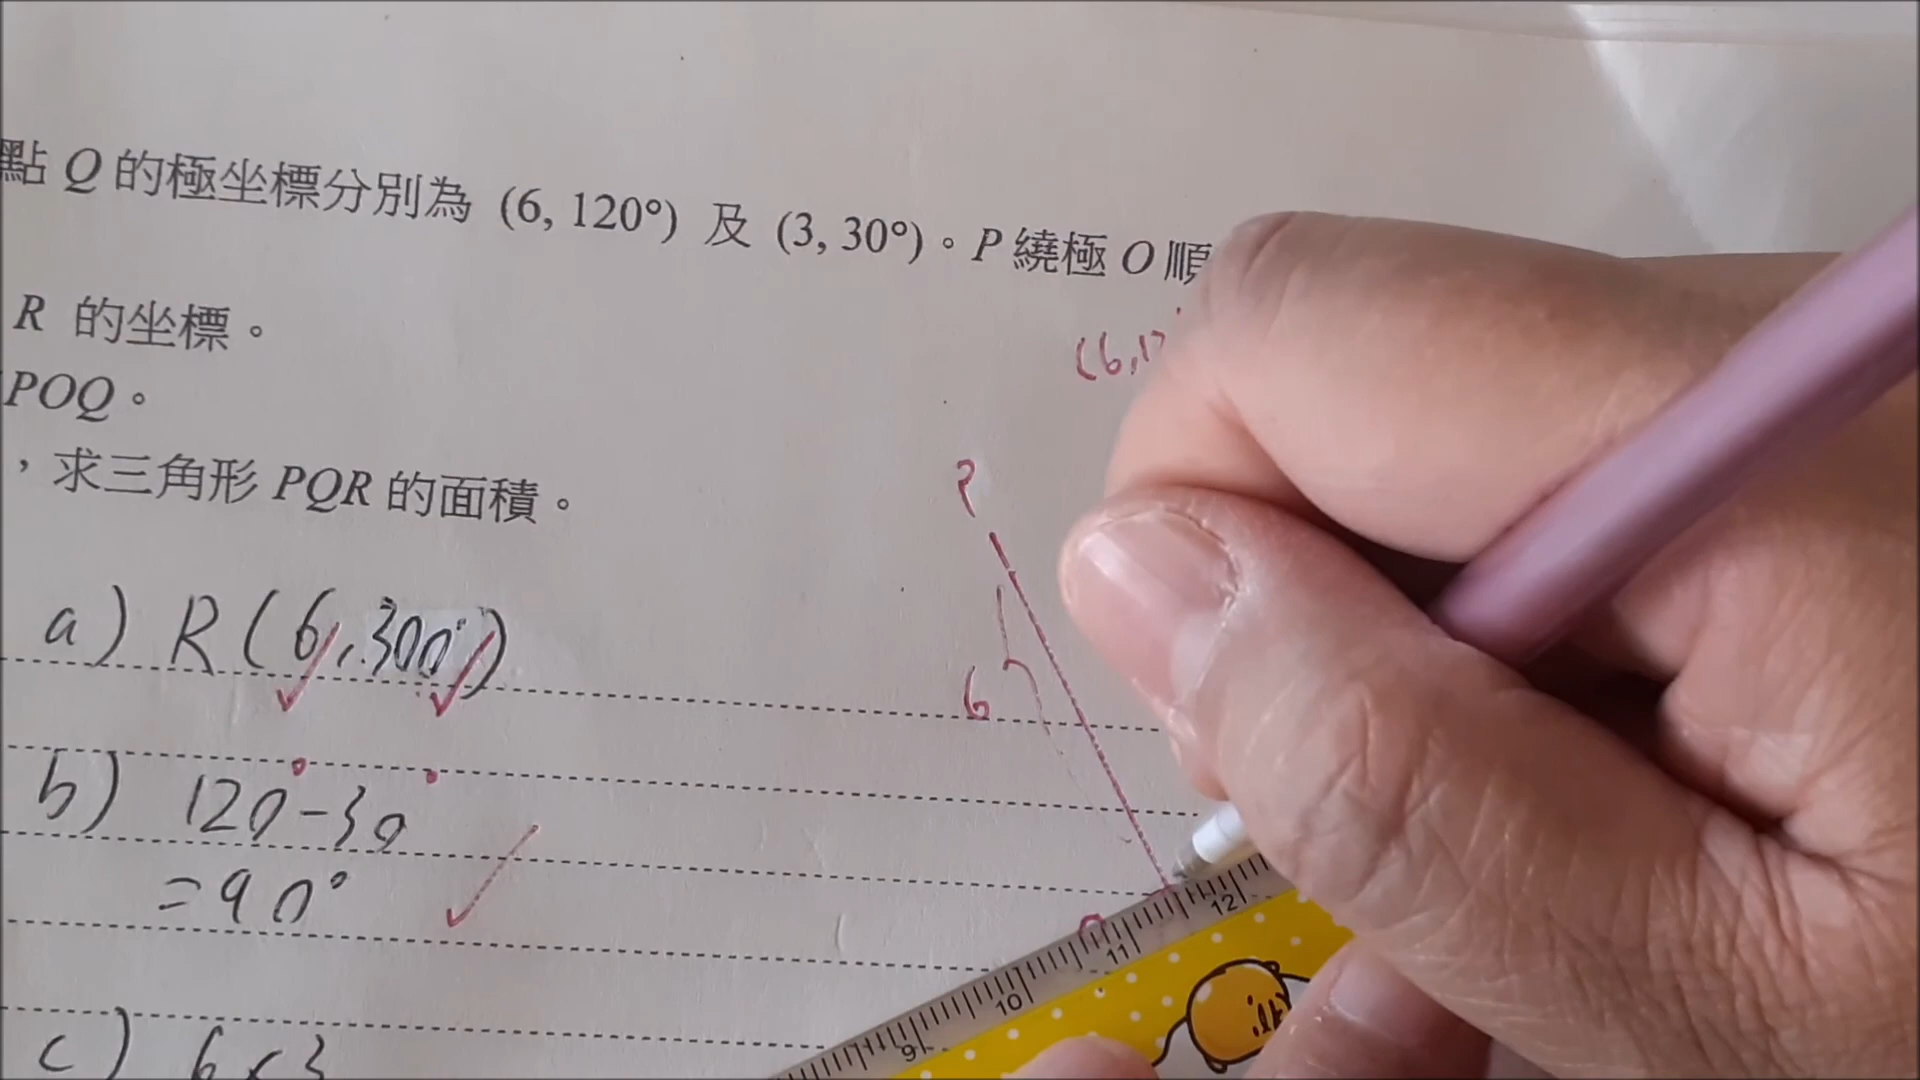 點 Q 的極坐標分別為 (6, 120°) 及 (3, 30°)。P 繞極 O 順
(6,1
R 的坐標。
POQ。
，求三角形 PQR 的面積。
P
a) R(6,300°)
6
b) 120-30
=90°
O
12
11
10
9
c) 6×3